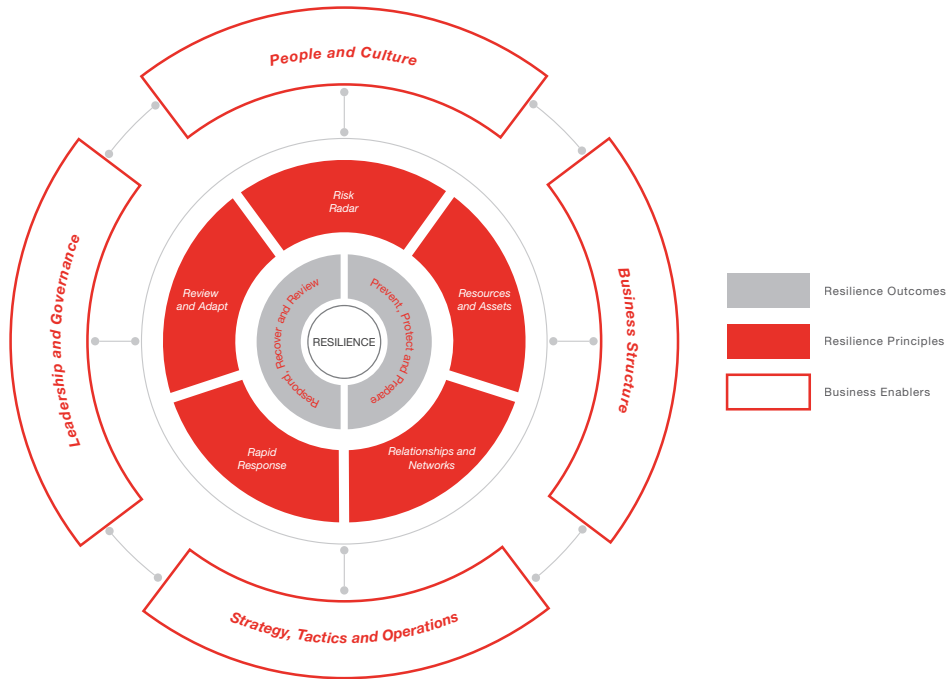 People and Culture
Leadership and Governance
Business Structure
Strategy, Tactics and Operations
Risk
Radar
Review
and Adapt
Resources
and Assets
Rapid
Response
Relationships and
Networks
Respond, Recover and Review
Prevent, Protect and Prepare
RESILIENCE
Resilience Outcomes
Resilience Principles
Business Enablers